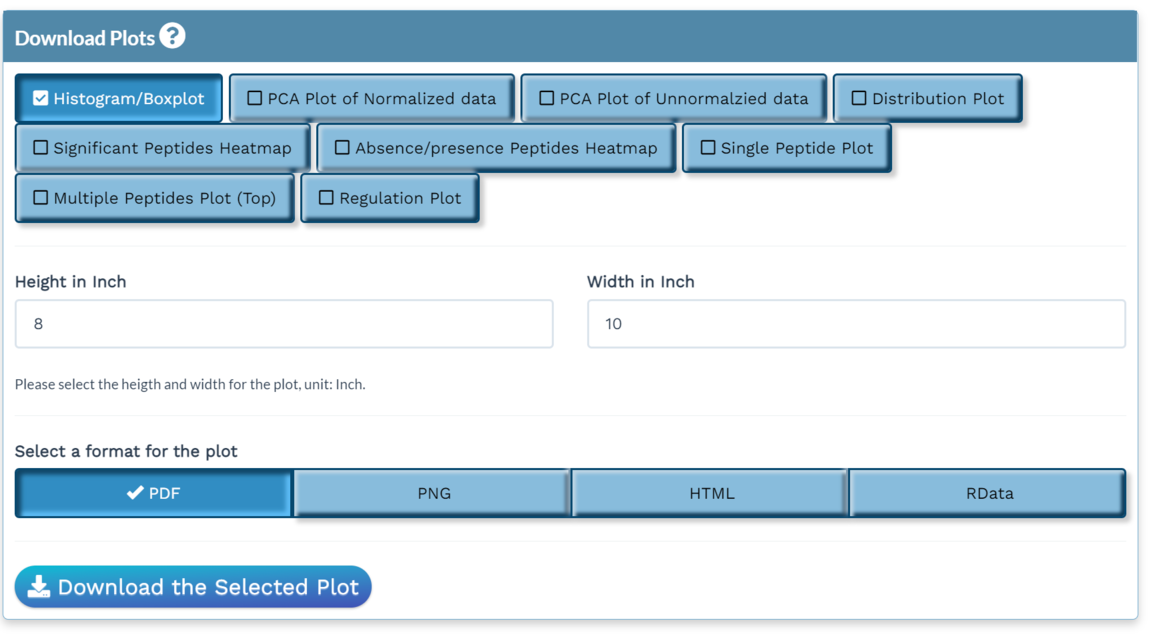 Download Plots ?
Histogram/Boxplot PCA Plot of Normalized data PCA Plot of Unnormalzied data Distribution Plot
Significant Peptides Heatmap Absence/presence Peptides Heatmap Single Peptide Plot
Multiple Peptides Plot (Top) Regulation Plot
Height in Inch Width in Inch
8 10
Please select the heigth and width for the plot, unit: Inch.
Select a format for the plot
PDF PNG HTML RData
Download the Selected Plot